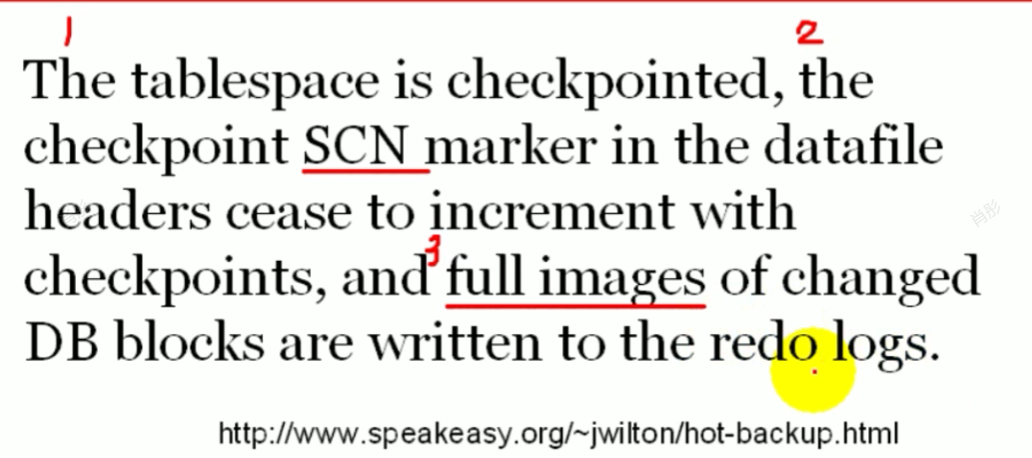 1 2
The tablespace is checkpointed, the
checkpoint SCN marker in the datafile
headers cease to increment with
3
checkpoints, and full images of changed
DB blocks are written to the redo logs.
http://www.speakeasy.org/~jwilton/hot-backup.html
肖彤